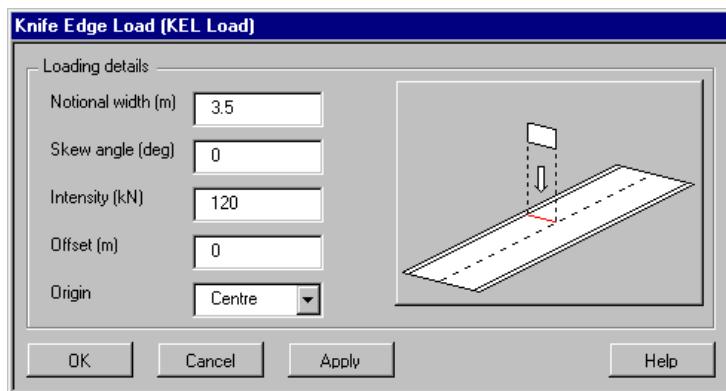 Knife Edge Load (KEL Load)
Loading details
Notional width (m) 3.5
Skew angle (deg) 0
Intensity (kN) 120
Offset (m) 0
Origin Centre
OK Cancel Apply Help